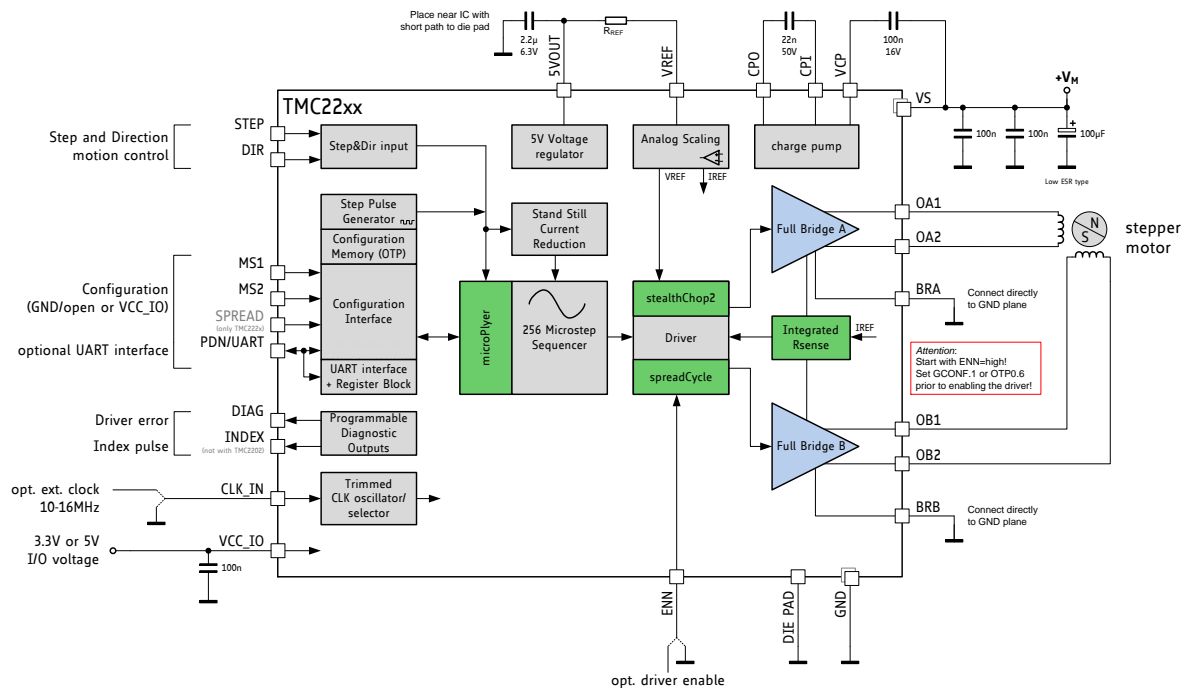 Place near IC with
short path to die pad
2.2µ
6.3V
5VOUT
RREF
VREF
22n
50V
CPO
CPI
VCP
100n
16V
+VM
VS
100n
100n
+
100µF
Low ESR type
TMC22xx
Step and Direction
motion control
STEP
DIR
Step&Dir input
5V Voltage
regulator
Analog Scaling
VREF
IREF
charge pump
Step Pulse
Generator
Configuration
Memory (OTP)
Configuration
Interface
UART interface
+ Register Block
Stand Still
Current
Reduction
Configuration
(GND/open or VCC_IO)
optional UART interface
MS1
MS2
SPREAD
(only TMC222x)
PDN/UART
microPlyer
256 Microstep
Sequencer
stealthChop2
Driver
spreadCycle
Integrated
Rsense
IREF
Full Bridge A
Full Bridge B
OA1
OA2
N
S
stepper
motor
BRA
Connect directly
to GND plane
Attention:
Start with ENN=high!
Set GCONF.1 or OTP0.6
prior to enabling the driver!
OB1
OB2
BRB
Connect directly
to GND plane
Driver error
Index pulse
DIAG
INDEX
(not with TMC2202)
Programmable
Diagnostic
Outputs
opt. ext. clock
10-16MHz
CLK_IN
Trimmed
CLK oscillator/
selector
3.3V or 5V
I/O voltage
VCC_IO
100n
ENN
opt. driver enable
DIE PAD
GND